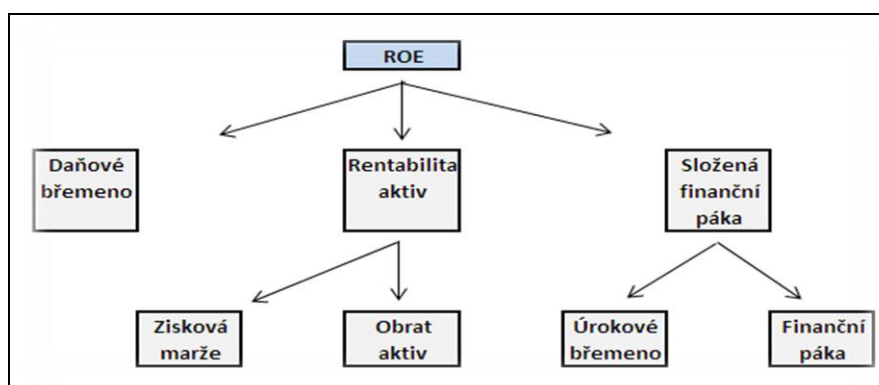 ROE
Daňové
břemeno
Rentabilita
aktiv
Složená
finanční
páka
Zisková
marže
Obrat
aktiv
Úrokové
břemeno
Finanční
páka